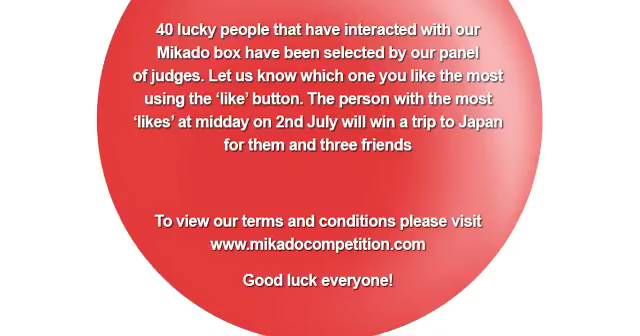 40 lucky people that have interacted with our
Mikado box have been selected by our panel
of judges. Let us know which one you like the most
using the ‘like’ button. The person with the most
‘likes’ at midday on 2nd July will win a trip to Japan
for them and three friends
To view our terms and conditions please visit
www.mikadocompetition.com
Good luck everyone!